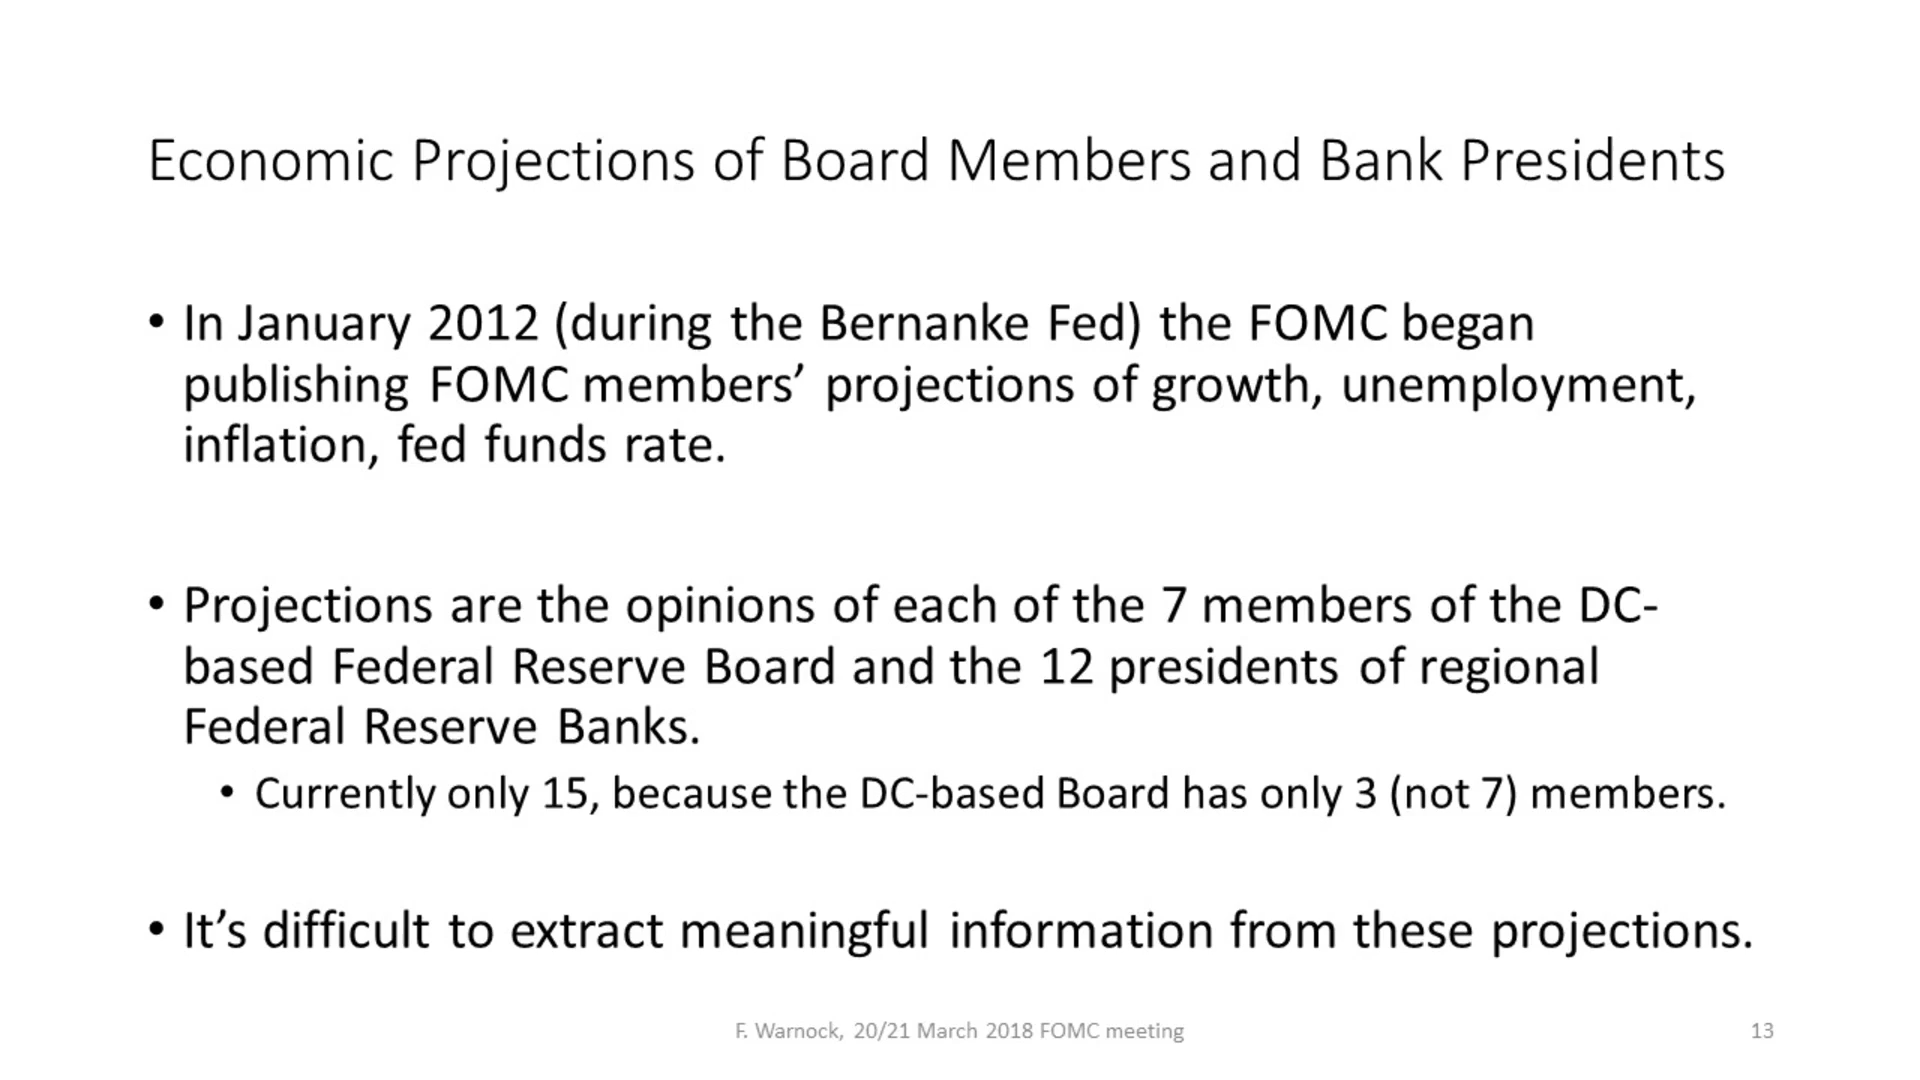 Economic Projections of Board Members and Bank Presidents
• In January 2012 (during the Bernanke Fed) the FOMC began
publishing FOMC members’ projections of growth, unemployment,
inflation, fed funds rate.
• Projections are the opinions of each of the 7 members of the DC-
based Federal Reserve Board and the 12 presidents of regional
Federal Reserve Banks.
• Currently only 15, because the DC-based Board has only 3 (not 7) members.
• It’s difficult to extract meaningful information from these projections.
F. Warnock, 20/21 March 2018 FOMC meeting
13